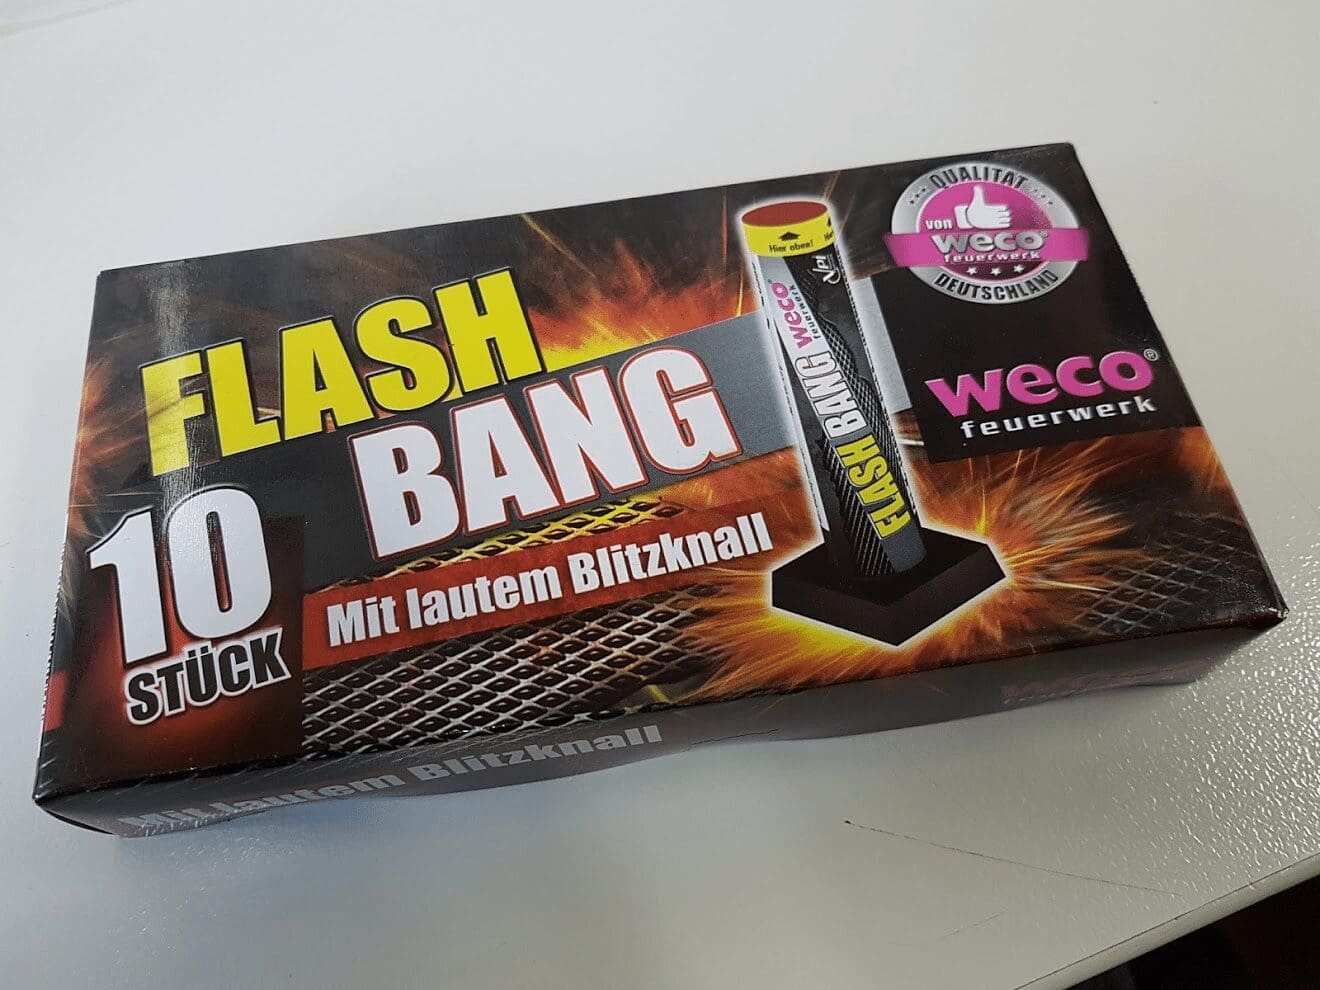 FLASH
BANG
10
STÜCK
Mit lautem Blitzknall
Hier oben!
weco
feuerwerk
FLASH BANG
QUALITÄT
von
weco®
feuerwerk
DEUTSCHLAND
weco®
feuerwerk
Mit lautem Blitzknall